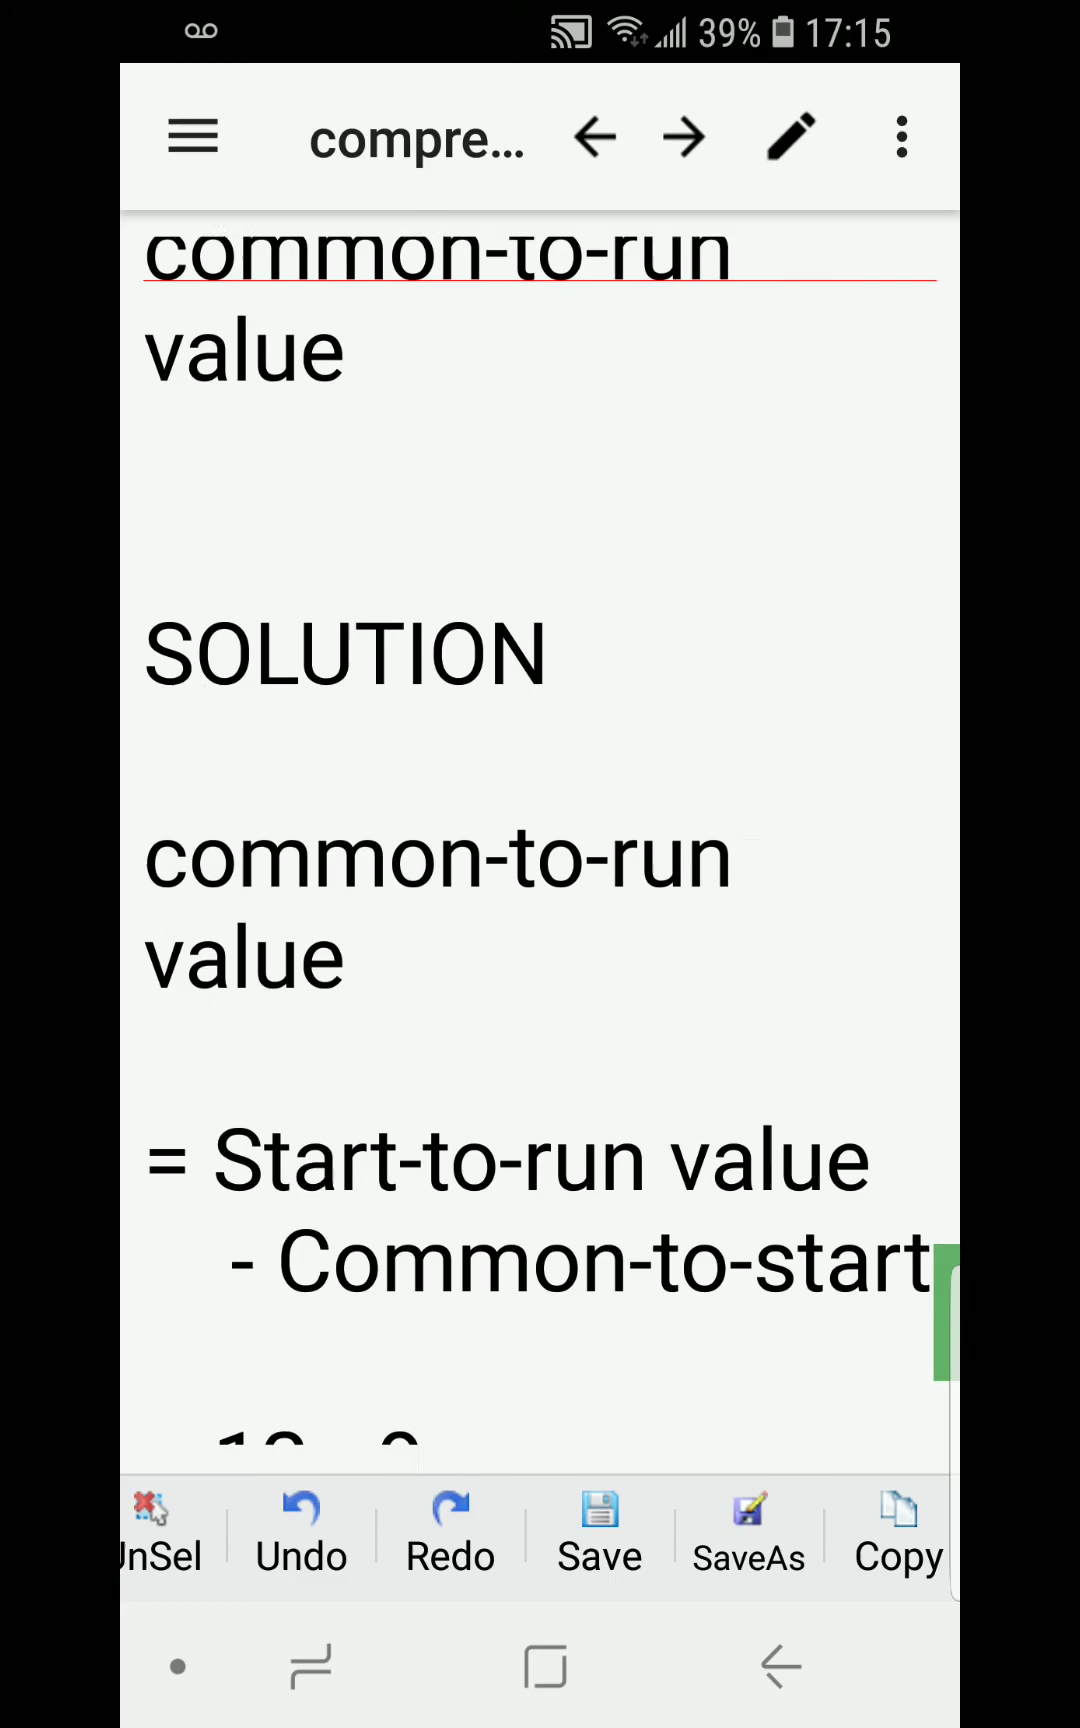 39% 17:15
compre...
common-to-run
value
SOLUTION
common-to-run
value
= Start-to-run value
- Common-to-start
UnSel Undo Redo Save SaveAs Copy